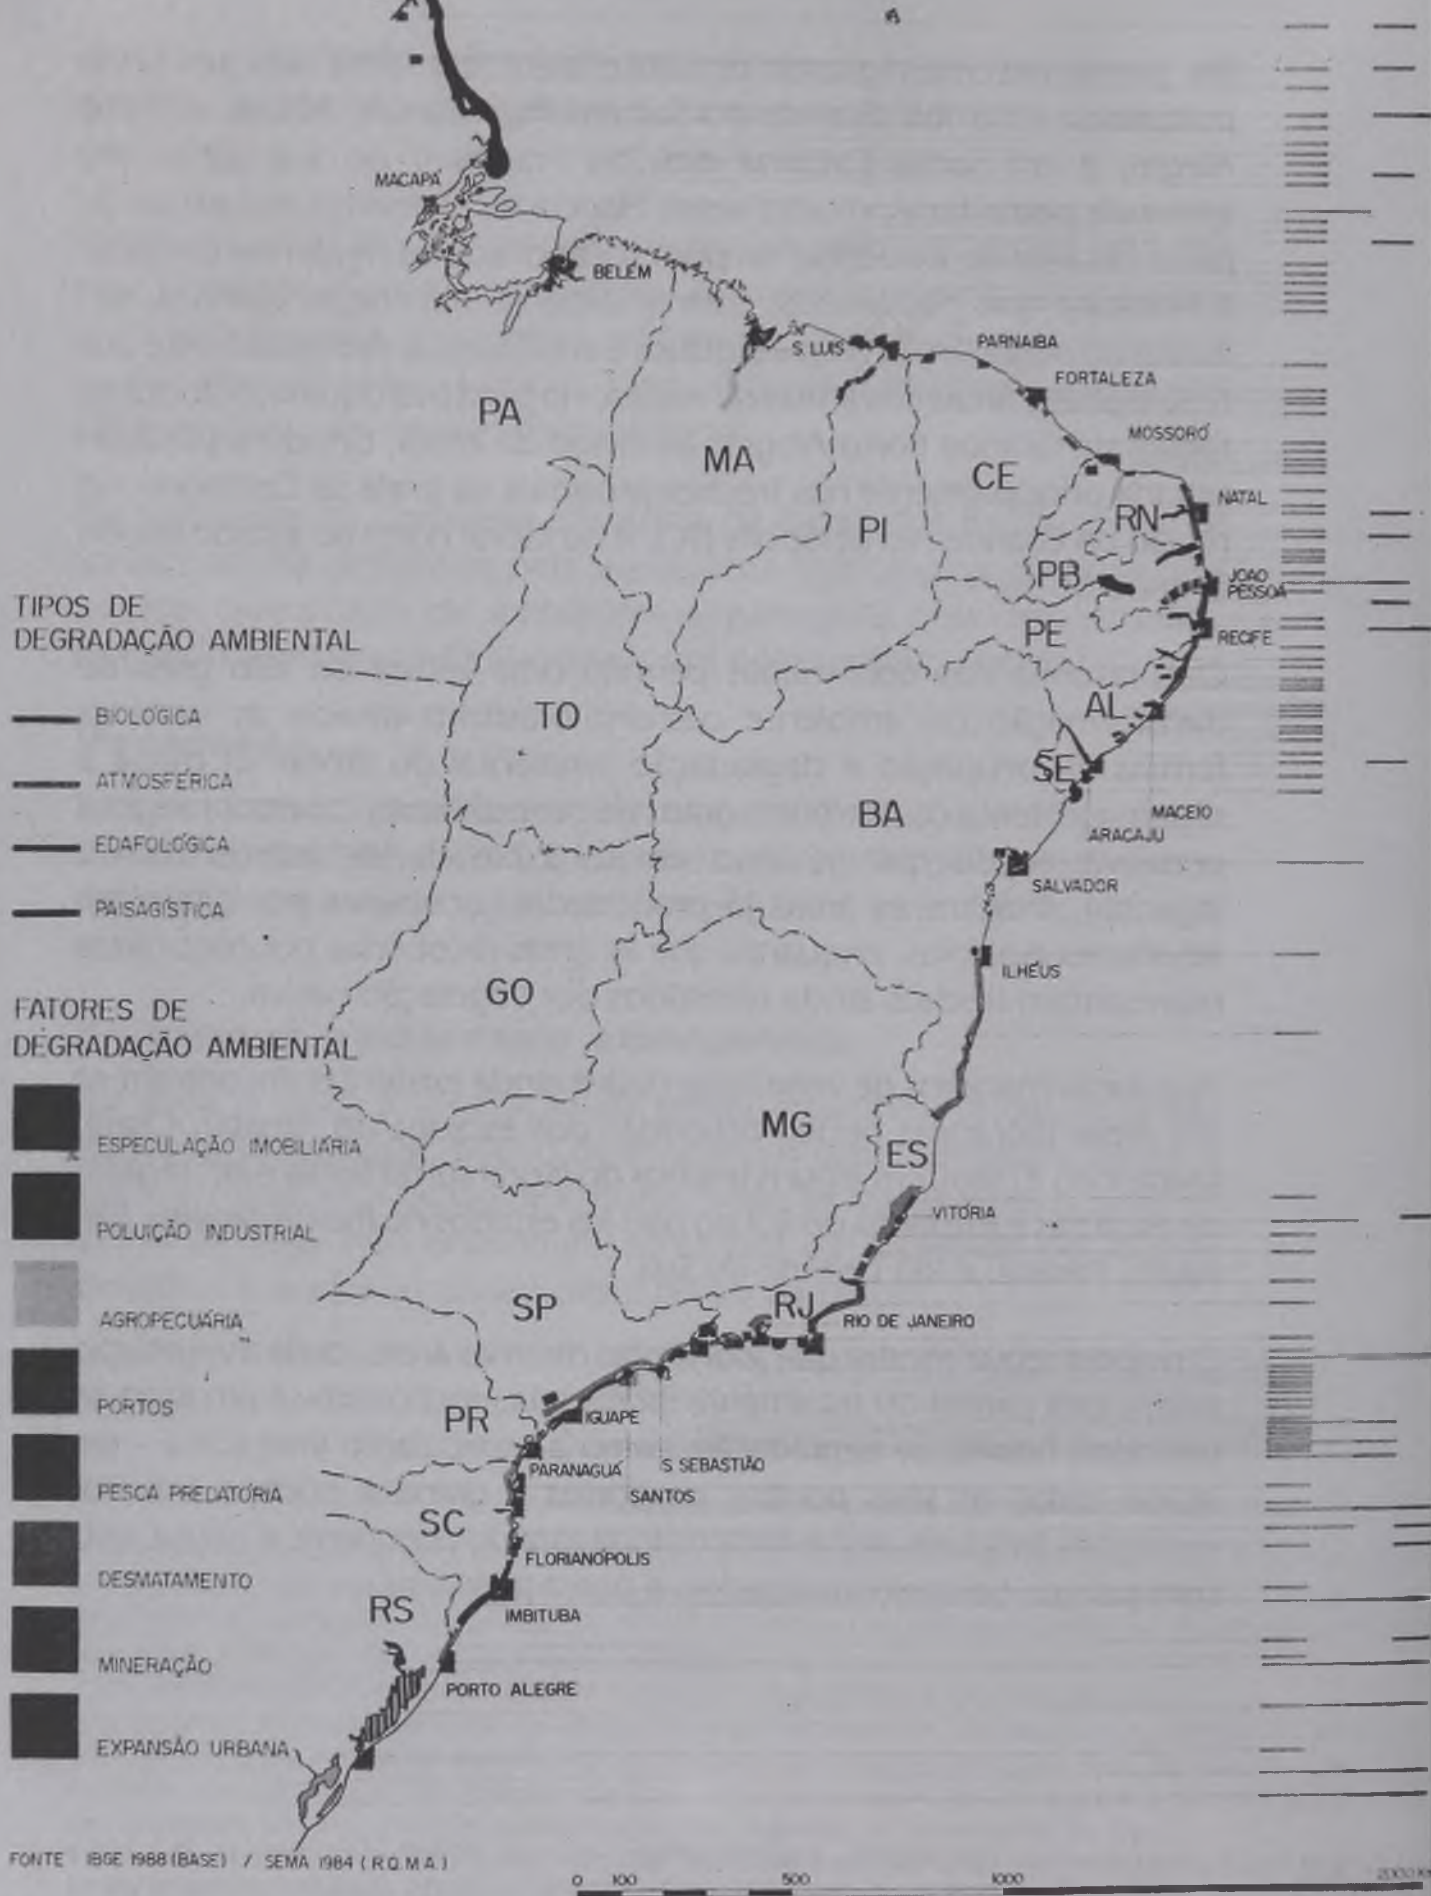 MACAPÁ
BELÉM
S. LUIS
PARNAIBA
FORTALEZA
MOSSORÓ
NATAL
JOAO
PESSOA
RECIFE
PA
MA
PI
CE
RN
PB
PE
AL
SE
MACEIO
ARACAJU
SALVADOR
ILHÉUS
TO
BA
GO
MG
ES
VITÓRIA
SP
RJ
RIO DE JANEIRO
PR
IGUAPE
PARANAGUÁ
S. SEBASTIÃO
SANTOS
SC
FLORIANÓPOLIS
IMBITUBA
RS
PORTO ALEGRE
TIPOS DE
DEGRADAÇÃO AMBIENTAL
BIOLÓGICA
ATMOSFÉRICA
EDAFOLÓGICA
PAISAGÍSTICA
FATORES DE
DEGRADAÇÃO AMBIENTAL
ESPECULAÇÃO IMOBILIÁRIA
POLUIÇÃO INDUSTRIAL
AGROPECUÁRIA
PORTOS
PESCA PREDATÓRIA
DESMATAMENTO
MINERAÇÃO
EXPANSÃO URBANA
FONTE IBGE 1988 (BASE) / SEMA 1984 (R.Q.M.A.)
0 100 500 1000 2000 Km